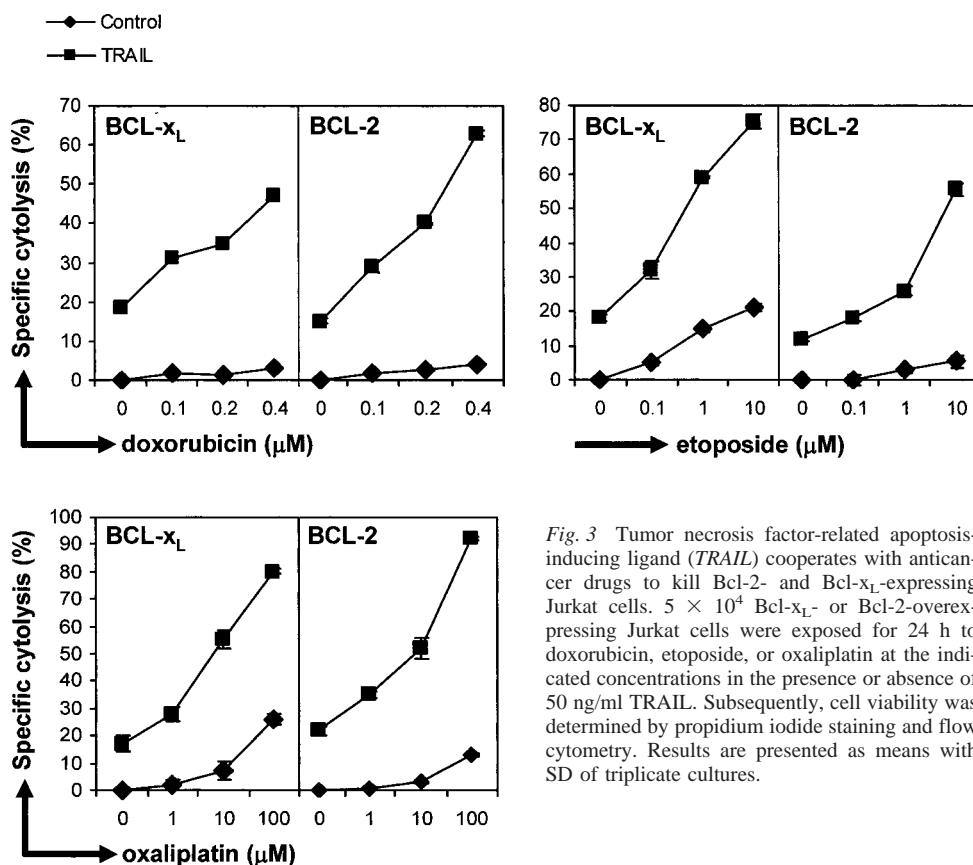 Control
TRAIL
Specific cytolysis (%)
70
60
50
40
30
20
10
0
BCL-xL
BCL-2
0 0.1 0.2 0.4 0 0.1 0.2 0.4
doxorubicin (μM)
80
70
60
50
40
30
20
10
0
BCL-xL
BCL-2
0 0.1 1 10 0 0.1 1 10
etoposide (μM)
Specific cytolysis (%)
100
90
80
70
60
50
40
30
20
10
0
BCL-xL
BCL-2
0 1 10 100 0 1 10 100
oxaliplatin (μM)
Fig. 3 Tumor necrosis factor-related apoptosis-
inducing ligand (TRAIL) cooperates with antican-
cer drugs to kill Bcl-2- and Bcl-xL-expressing
Jurkat cells. 5 × 10⁴ Bcl-xL- or Bcl-2-overex-
pressing Jurkat cells were exposed for 24 h to
doxorubicin, etoposide, or oxaliplatin at the indi-
cated concentrations in the presence or absence of
50 ng/ml TRAIL. Subsequently, cell viability was
determined by propidium iodide staining and flow
cytometry. Results are presented as means with
SD of triplicate cultures.